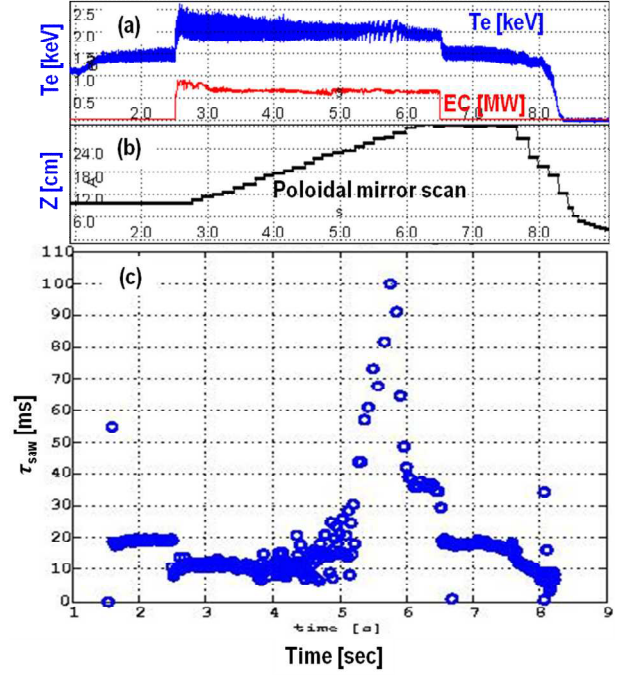 (a)
Te [keV]
Te [keV]
2.5
2.0
1.5
1.0
0.5
EC [MW]
2.0 3.0 4.0 5.0 6.0 7.0 8.0
(b)
Z [cm]
24.0
18.0
12.0
6.0
A
Poloidal mirror scan
s
2.0 3.0 4.0 5.0 6.0 7.0 8.0
(c)
τsaw [ms]
110
100
90
80
70
60
50
40
30
20
10
0
1 2 3 4 5 6 7 8 9
time [s]
Time [sec]